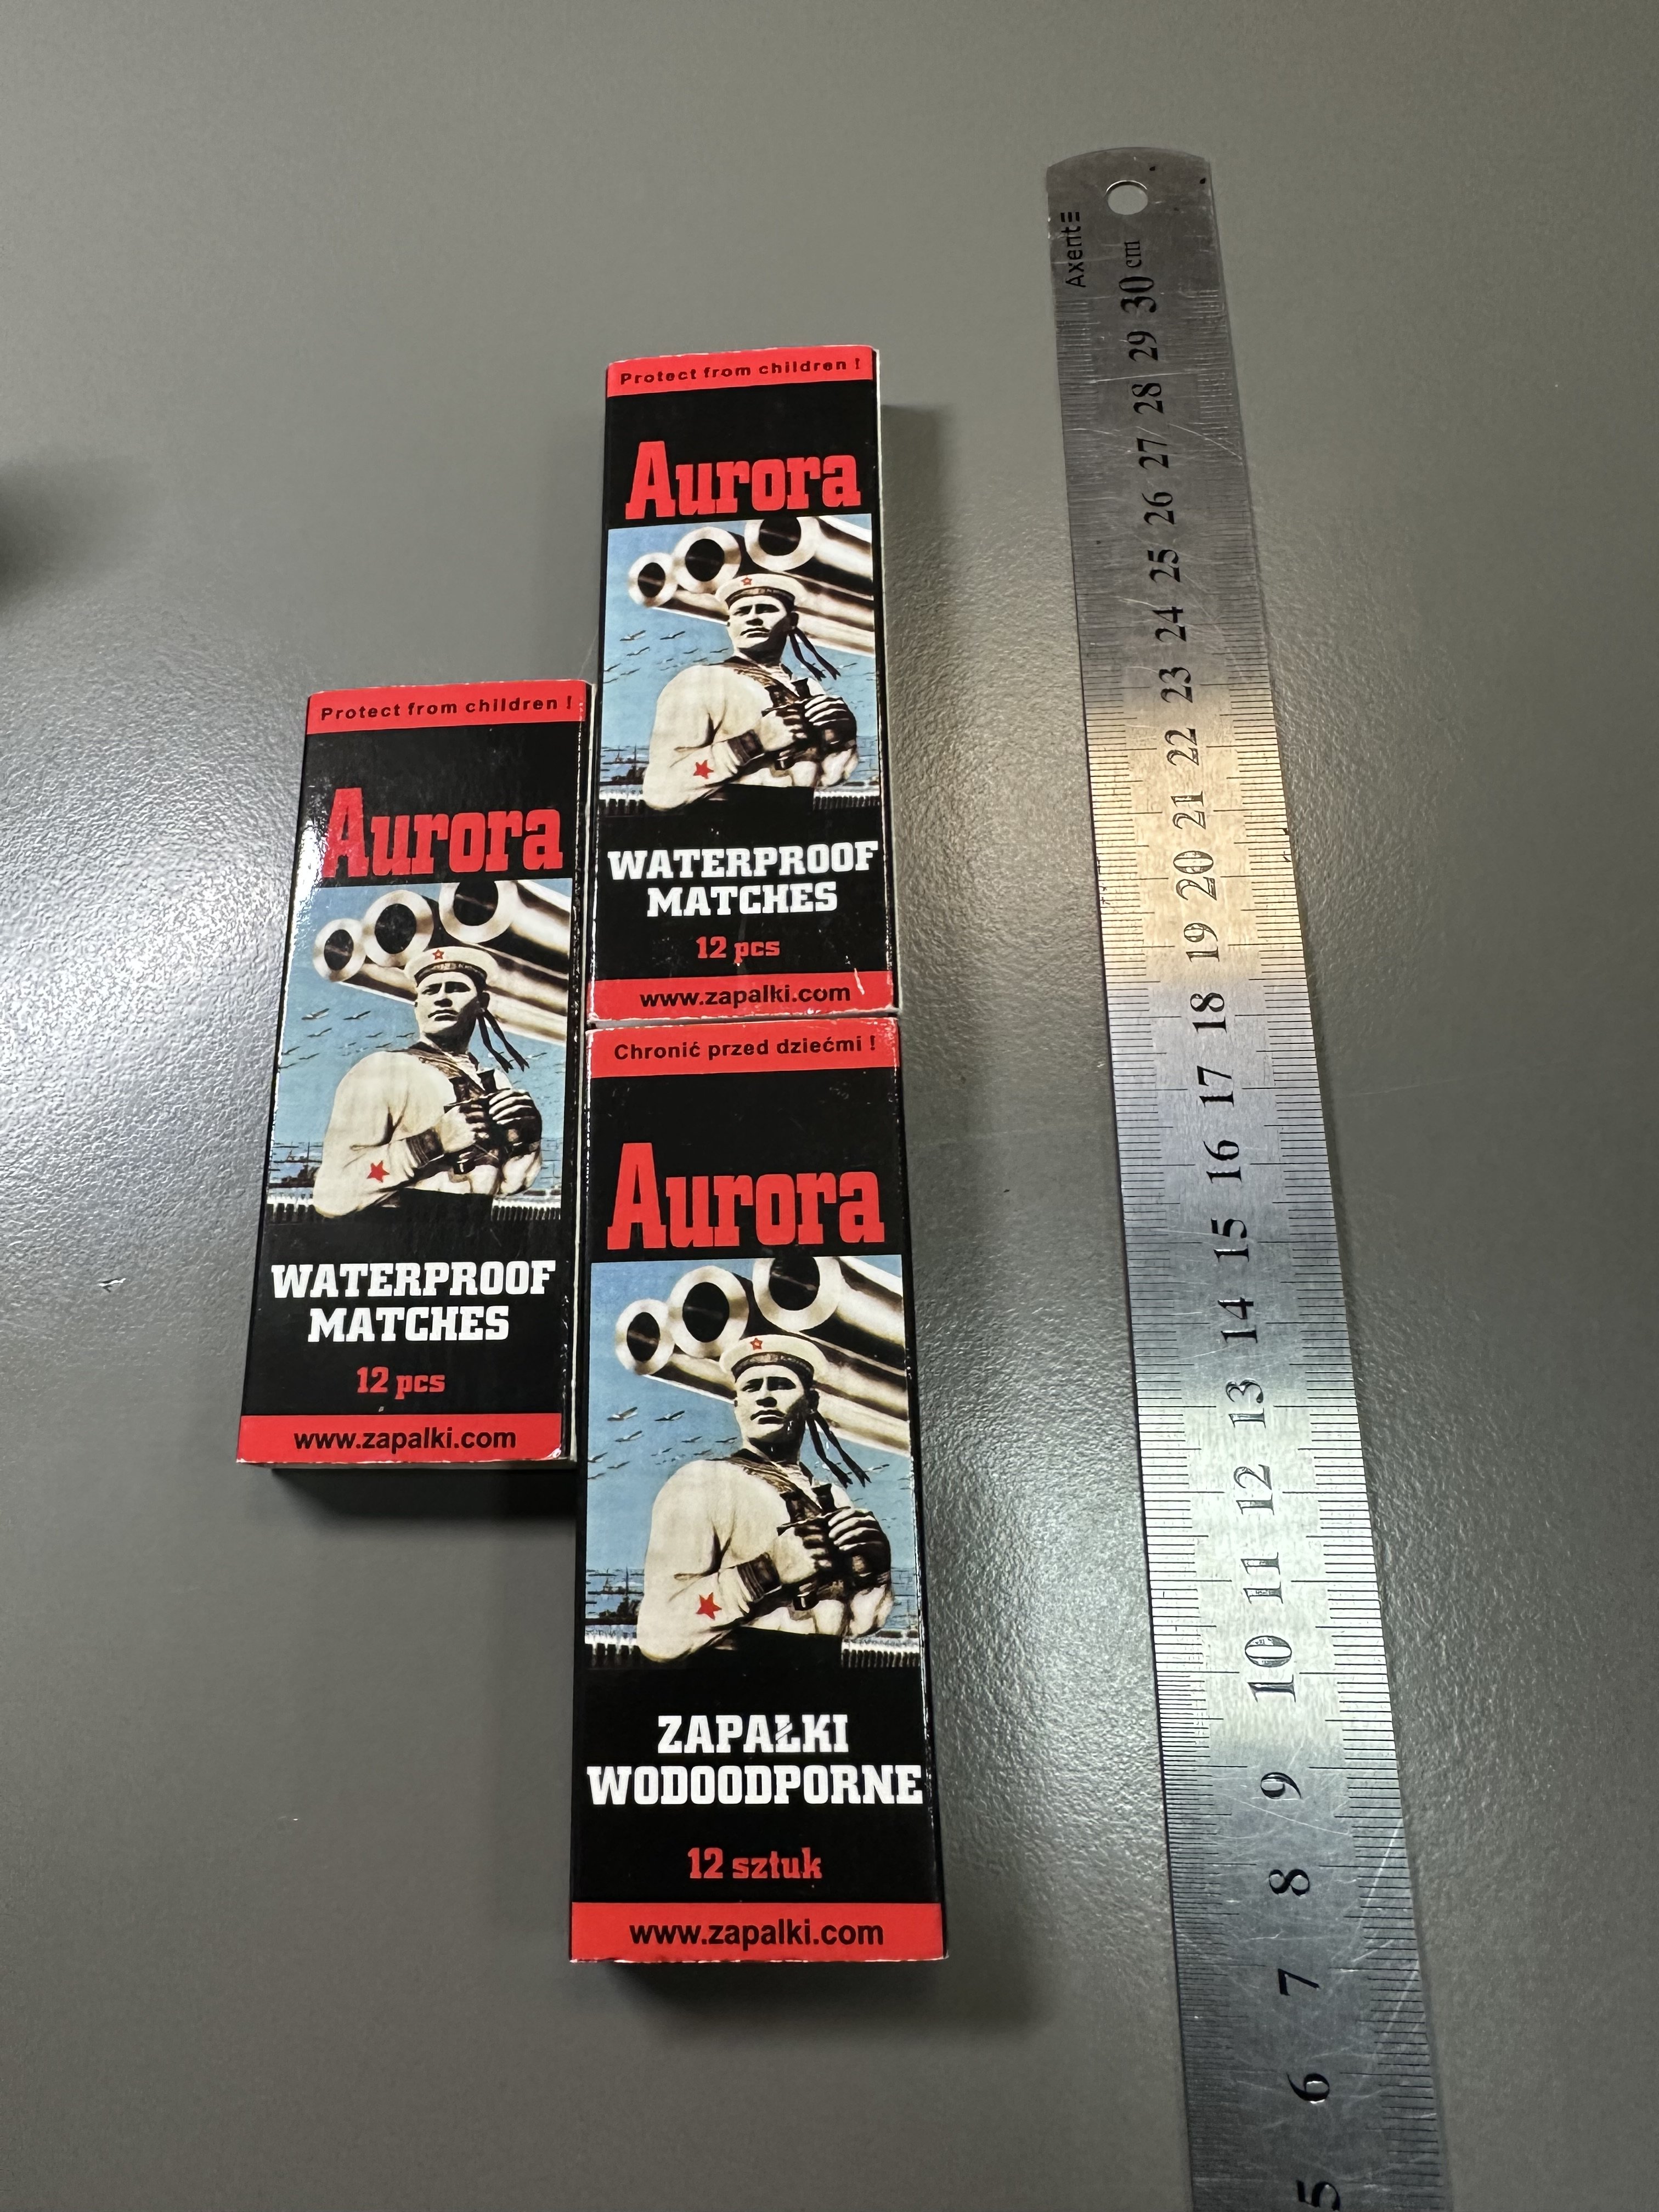 Protect from children !
Aurora
WATERPROOF
MATCHES
12 pcs
www.zapalki.com
Protect from children !
Aurora
WATERPROOF
MATCHES
12 pcs
www.zapalki.com
Chronić przed dziećmi !
Aurora
ZAPAŁKI
WODOODPORNE
12 sztuk
www.zapalki.com
Axent
5 6 7 8 9 10 11 12 13 14 15 16 17 18 19 20 21 22 23 24 25 26 27 28 29 30 cm